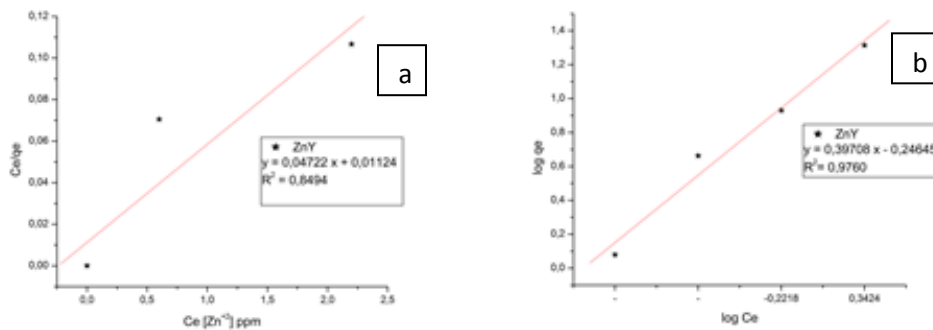 0,12
0,10
0,08
0,06
0,04
0,02
0,00
Ce/qe
a
ZnY
y = 0,04722 x + 0,01124
R² = 0,8494
0,0 0,5 1,0 1,5 2,0 2,5
Ce [Zn⁺²] ppm
1,4
1,2
1,0
0,8
0,6
0,4
0,2
0,0
log qe
b
ZnY
y = 0,39708 x - 0,24645
R² = 0,9760
- - -0,2218 0,3424
log Ce